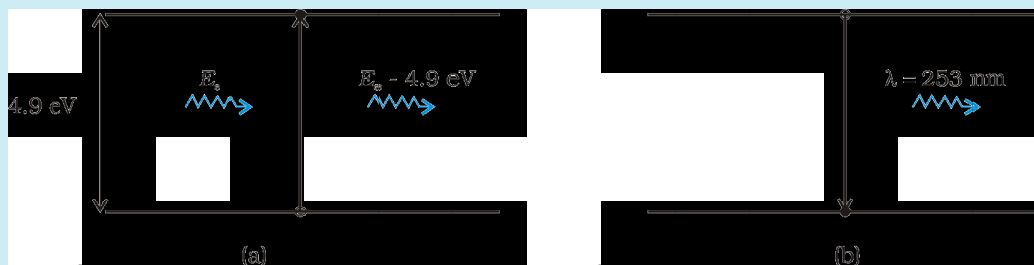 4.9 eV
Eₑ
Eₑ - 4.9 eV
(a)
λ = 253 nm
(b)